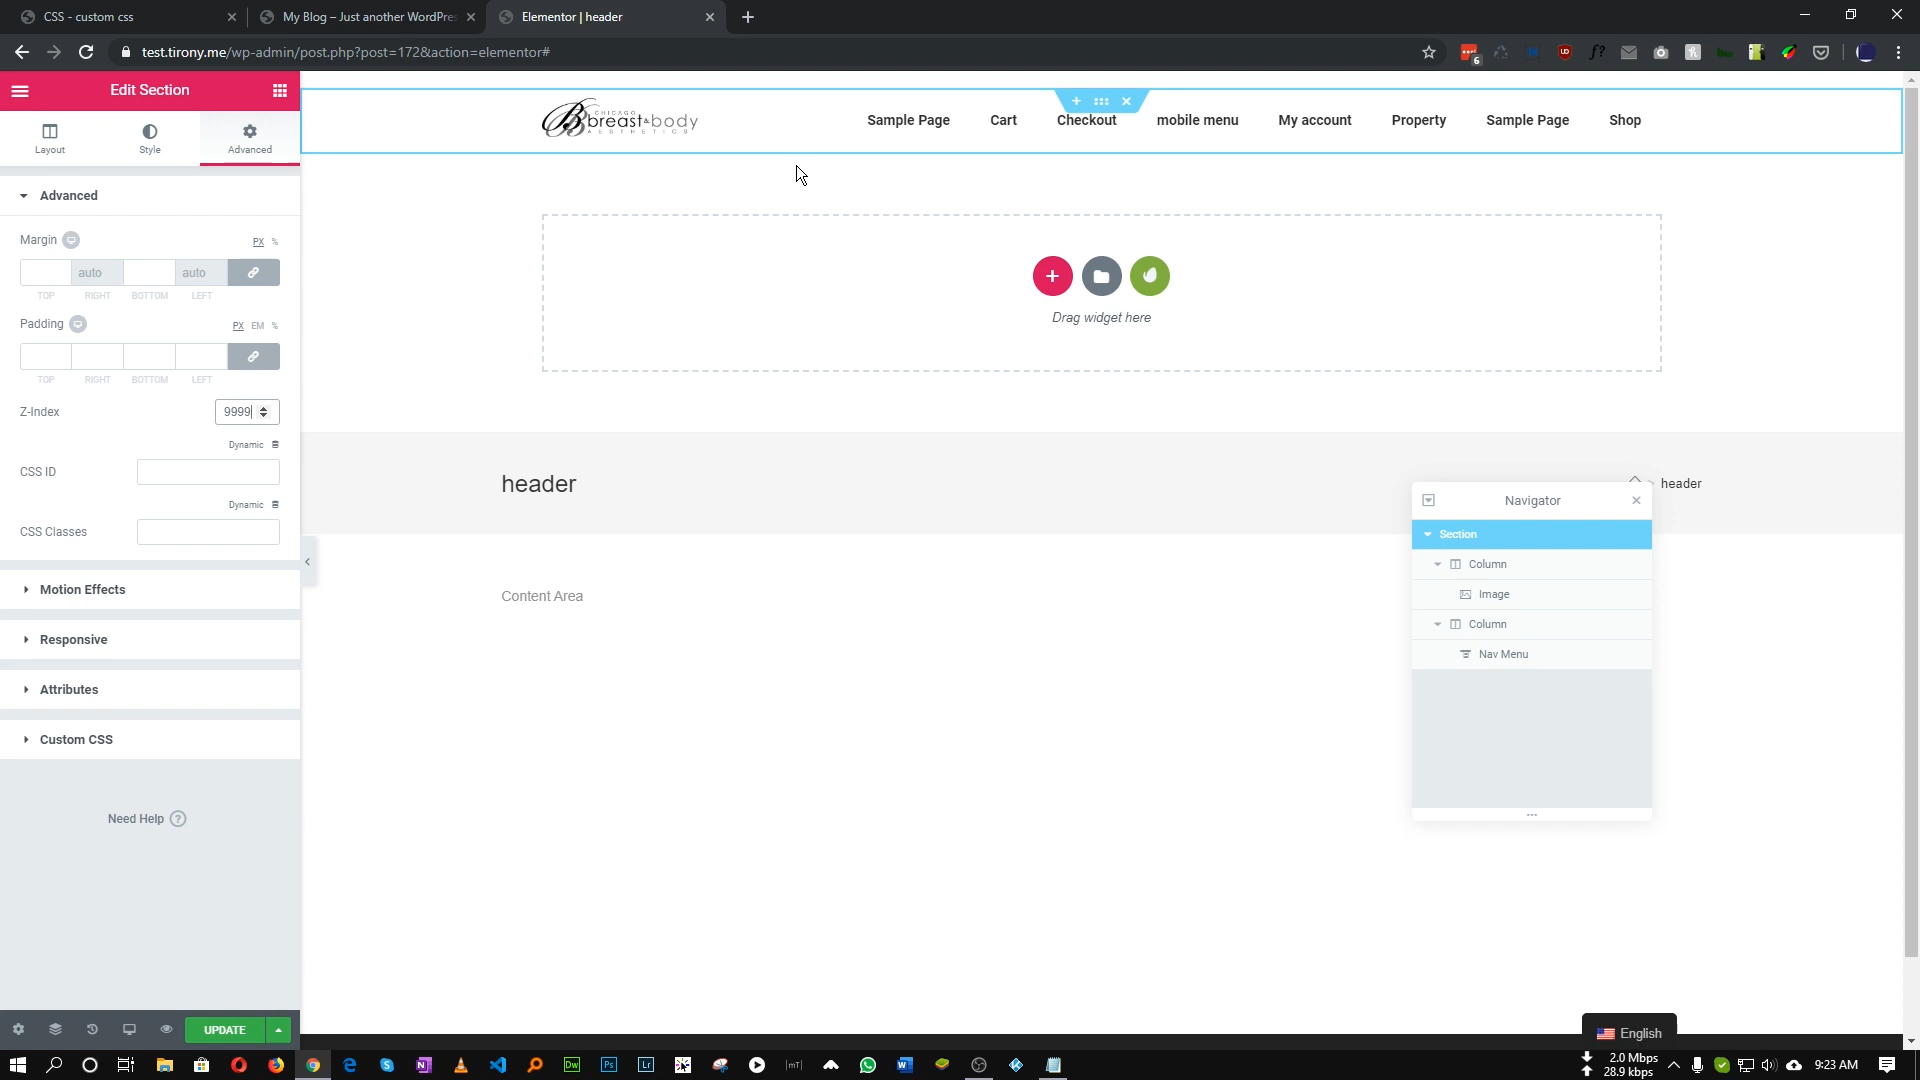 CSS - custom css
My Blog – Just another WordPres
Elementor | header
test.tirony.me/wp-admin/post.php?post=172&action=elementor#
6
Edit Section
Layout
Style
Advanced
Advanced
Margin
PX %
auto auto
TOP RIGHT BOTTOM LEFT
Padding
PX EM %
TOP RIGHT BOTTOM LEFT
Z-Index
9999
Dynamic
CSS ID
Dynamic
CSS Classes
Motion Effects
Responsive
Attributes
Custom CSS
Need Help ?
UPDATE
CHICAGO
Breast & body
AESTHETICS
Sample Page
Cart
Checkout
mobile menu
My account
Property
Sample Page
Shop
Drag widget here
header
header
Navigator
Section
Column
Image
Column
Nav Menu
Content Area
English
2.0 Mbps
28.9 kbps
9:23 AM